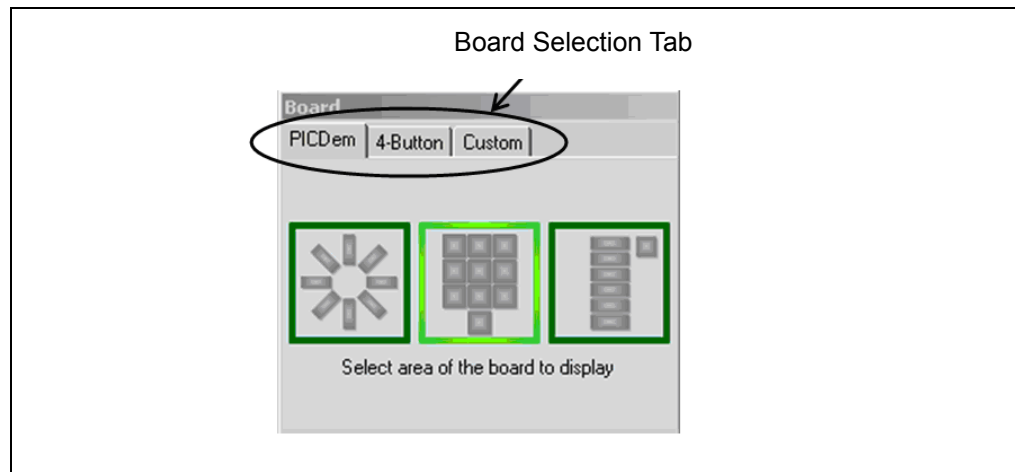 Board Selection Tab
Board
PICDem 4-Button Custom
Select area of the board to display